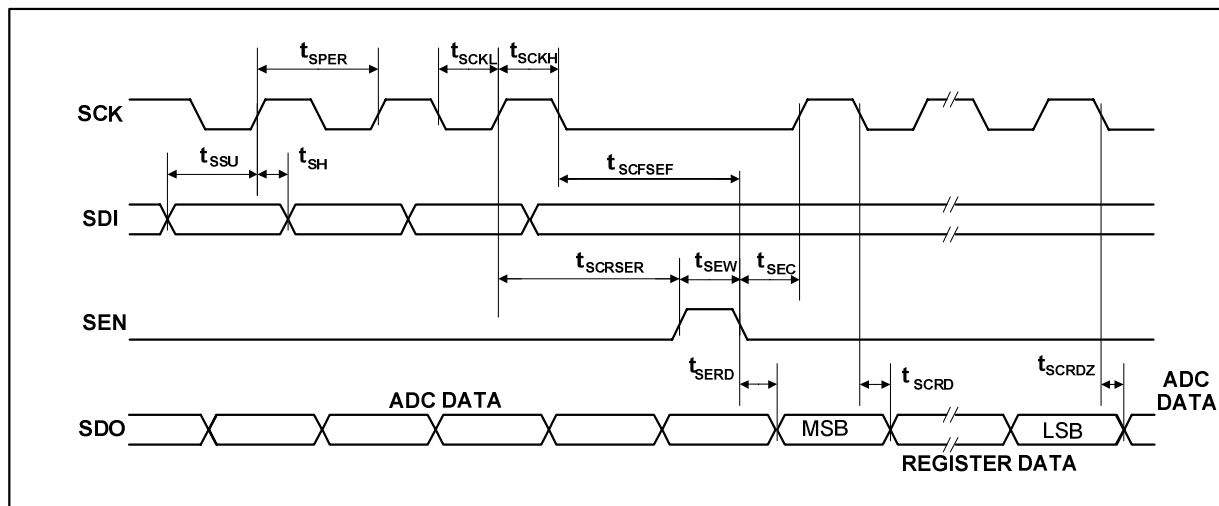 tSPER
tSCKL
tSCKH
SCK
tSSU
tSH
tSCFSEF
SDI
tSCRSER
tSEW
tSEC
SEN
tSERD
tSCRD
tSCRDZ
ADC
DATA
ADC DATA
SDO
MSB
LSB
REGISTER DATA